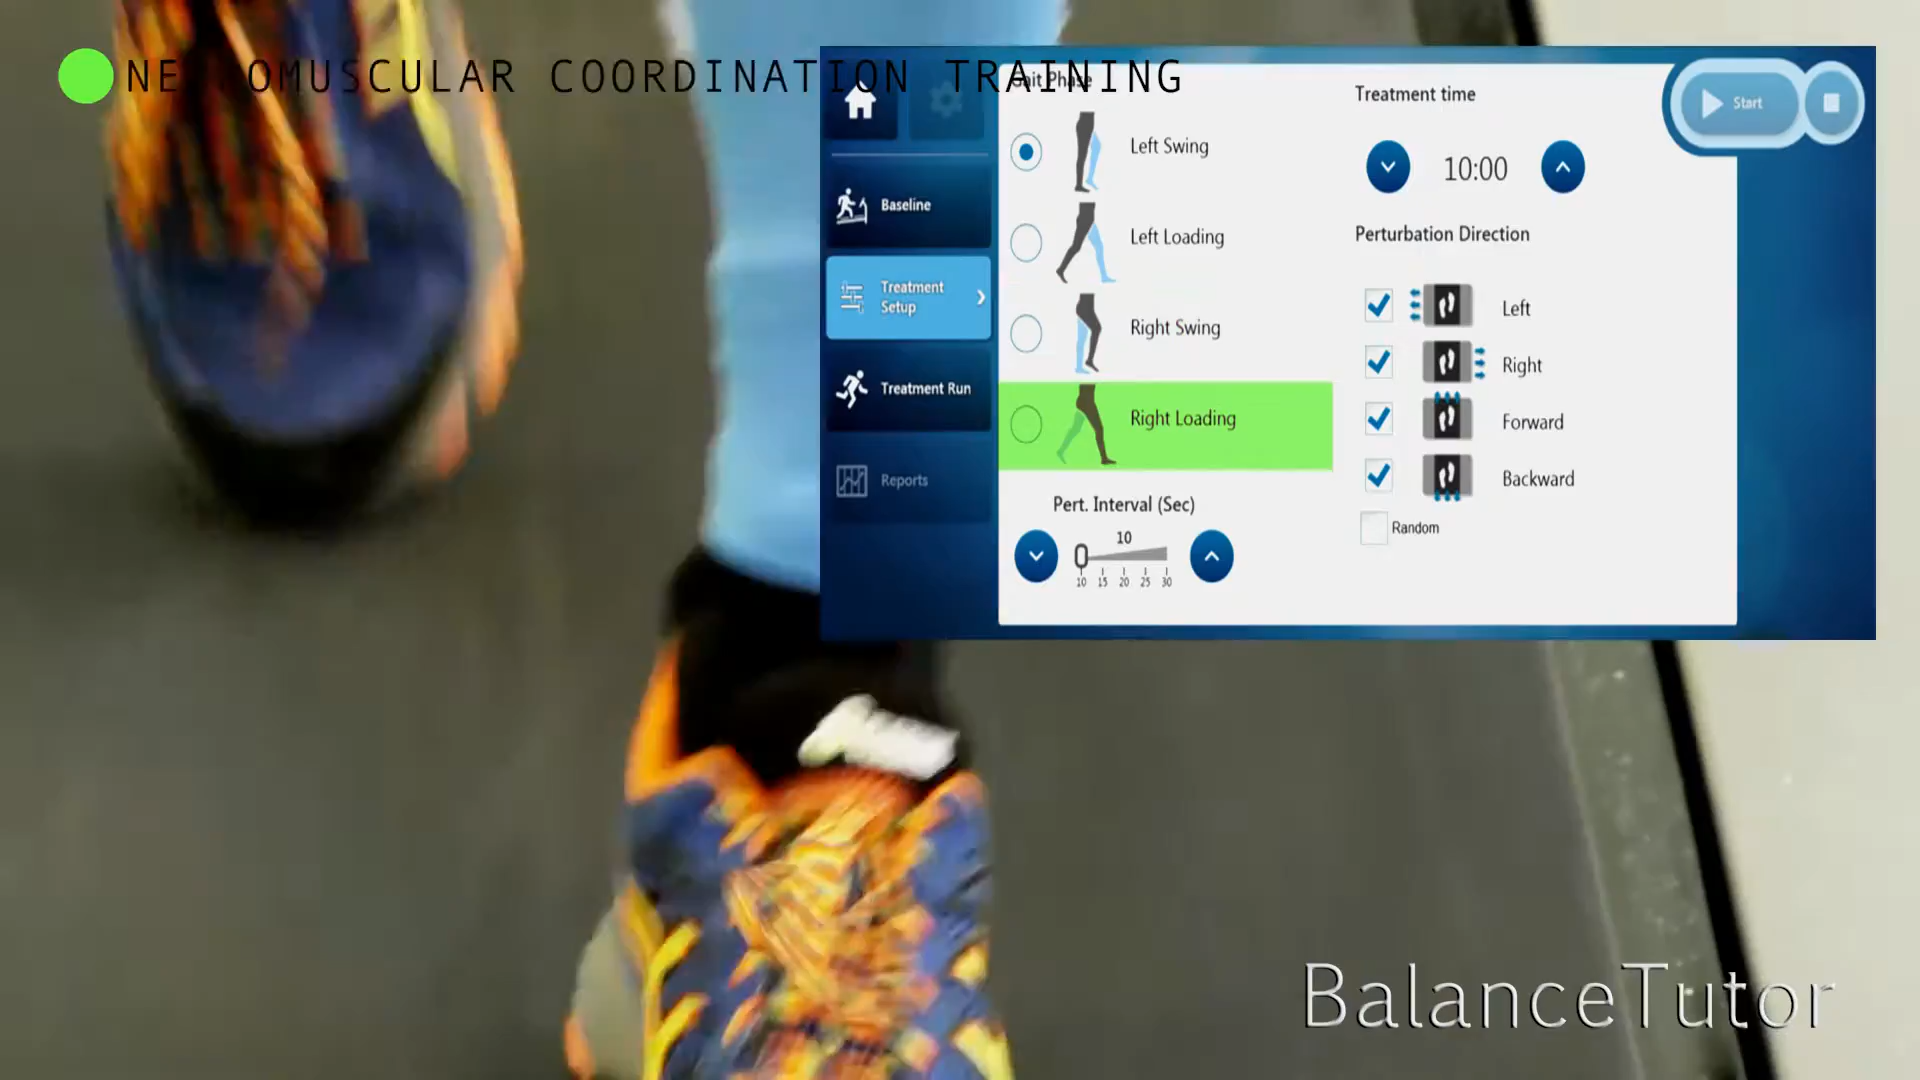 NE OMUSCULAR COORDINATION TRAINING
Gait Phase
Left Swing
Left Loading
Right Swing
Right Loading
Pert. Interval (Sec)
10
10 15 20 25 30
Treatment time
10:00
Perturbation Direction
Left
Right
Forward
Backward
Random
Start
Baseline
Treatment
Setup
Treatment Run
Reports
BalanceTutor